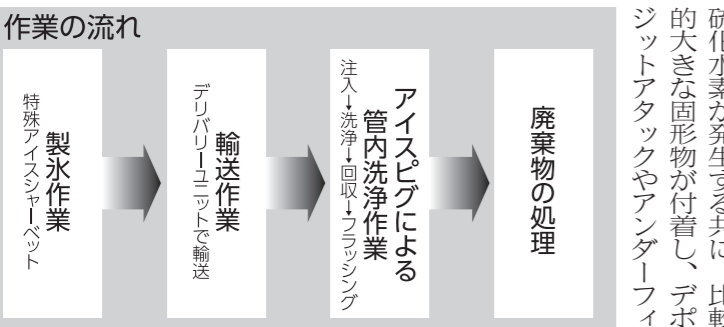 作業の流れ
製氷作業
特殊アイスシャーベット
輸送作業
デリバリーユニットで輸送
アイスピグによる
管内洗浄作業
注入→洗浄→回収→フラッシング
廃棄物の処理
硫化水素が発生する共に、比較
的大きな固形物が付着し、デポ
ジットアタックやアンダーフィ